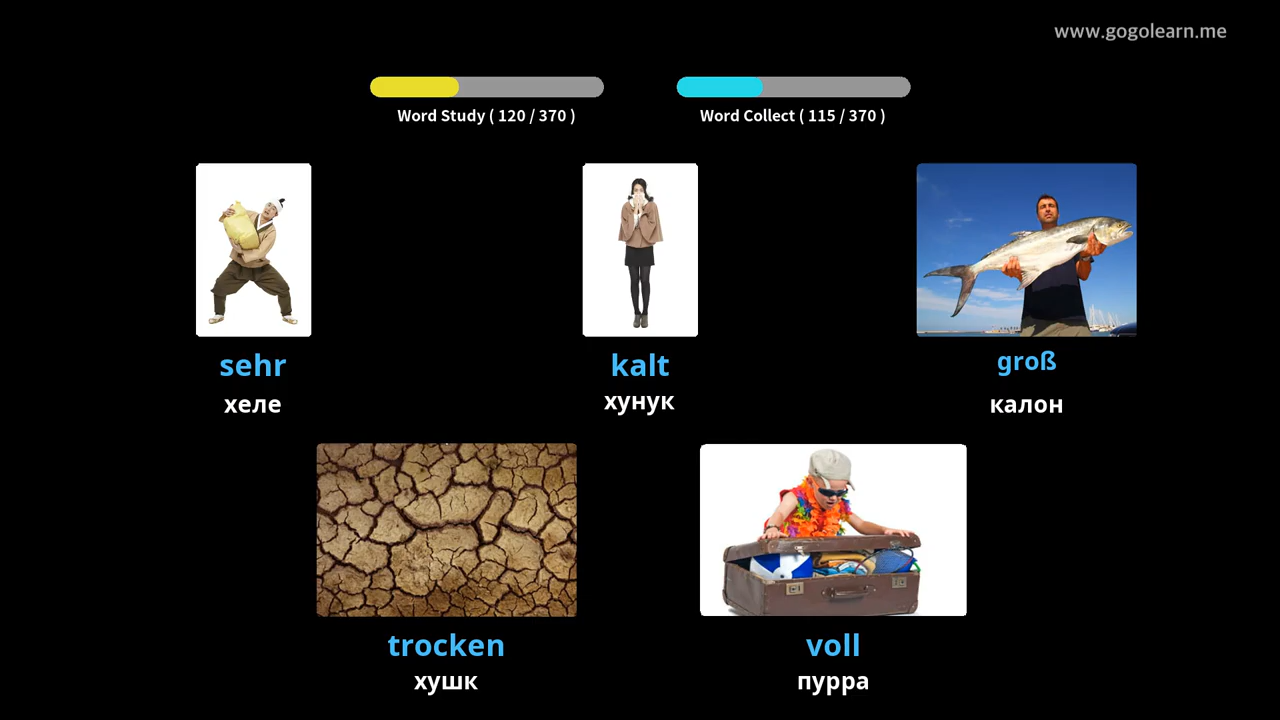 www.gogolearn.me
Word Study ( 120 / 370 )
Word Collect ( 115 / 370 )
sehr
хеле
kalt
хунук
groß
калон
trocken
хушк
voll
пурра